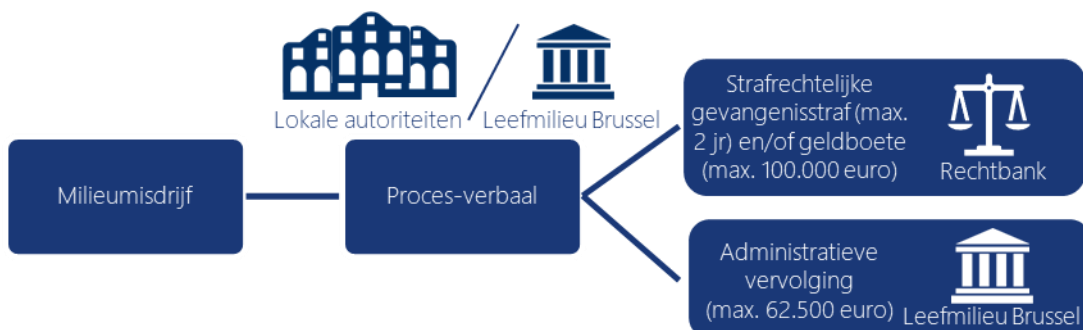 Lokale autoriteiten
Leefmilieu Brussel
Milieumisdrijf
Proces-verbaal
Strafrechtelijke
gevangenisstraf (max.
2 jr) en/of geldboete
(max. 100.000 euro)
Rechtbank
Administratieve
vervolging
(max. 62.500 euro)
Leefmilieu Brussel